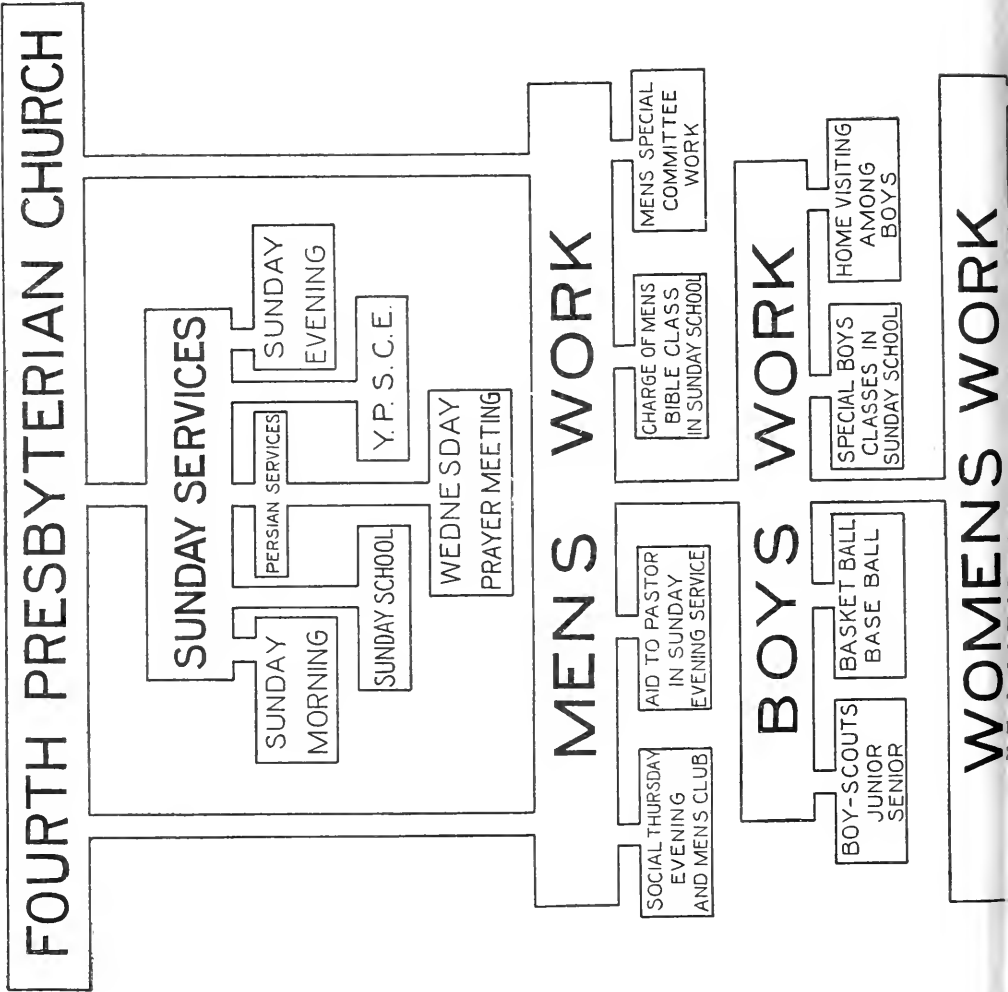 FOURTH PRESBYTERIAN CHURCH
SUNDAY SERVICES
SUNDAY
MORNING
SUNDAY SCHOOL
PERSIAN SERVICES
WEDNESDAY
PRAYER MEETING
Y. P. S. C. E.
SUNDAY
EVENING
MENS WORK
SOCIAL THURSDAY
EVENING
AND MENS CLUB
AID TO PASTOR
IN SUNDAY
EVENING SERVICE
CHARGE OF MENS
BIBLE CLASS
IN SUNDAY SCHOOL
MENS SPECIAL
COMMITTEE
WORK
BOYS WORK
BOY-SCOUTS
JUNIOR
SENIOR
BASKET BALL
BASE BALL
SPECIAL BOYS
CLASSES IN
SUNDAY SCHOOL
HOME VISITING
AMONG
BOYS
WOMENS WORK